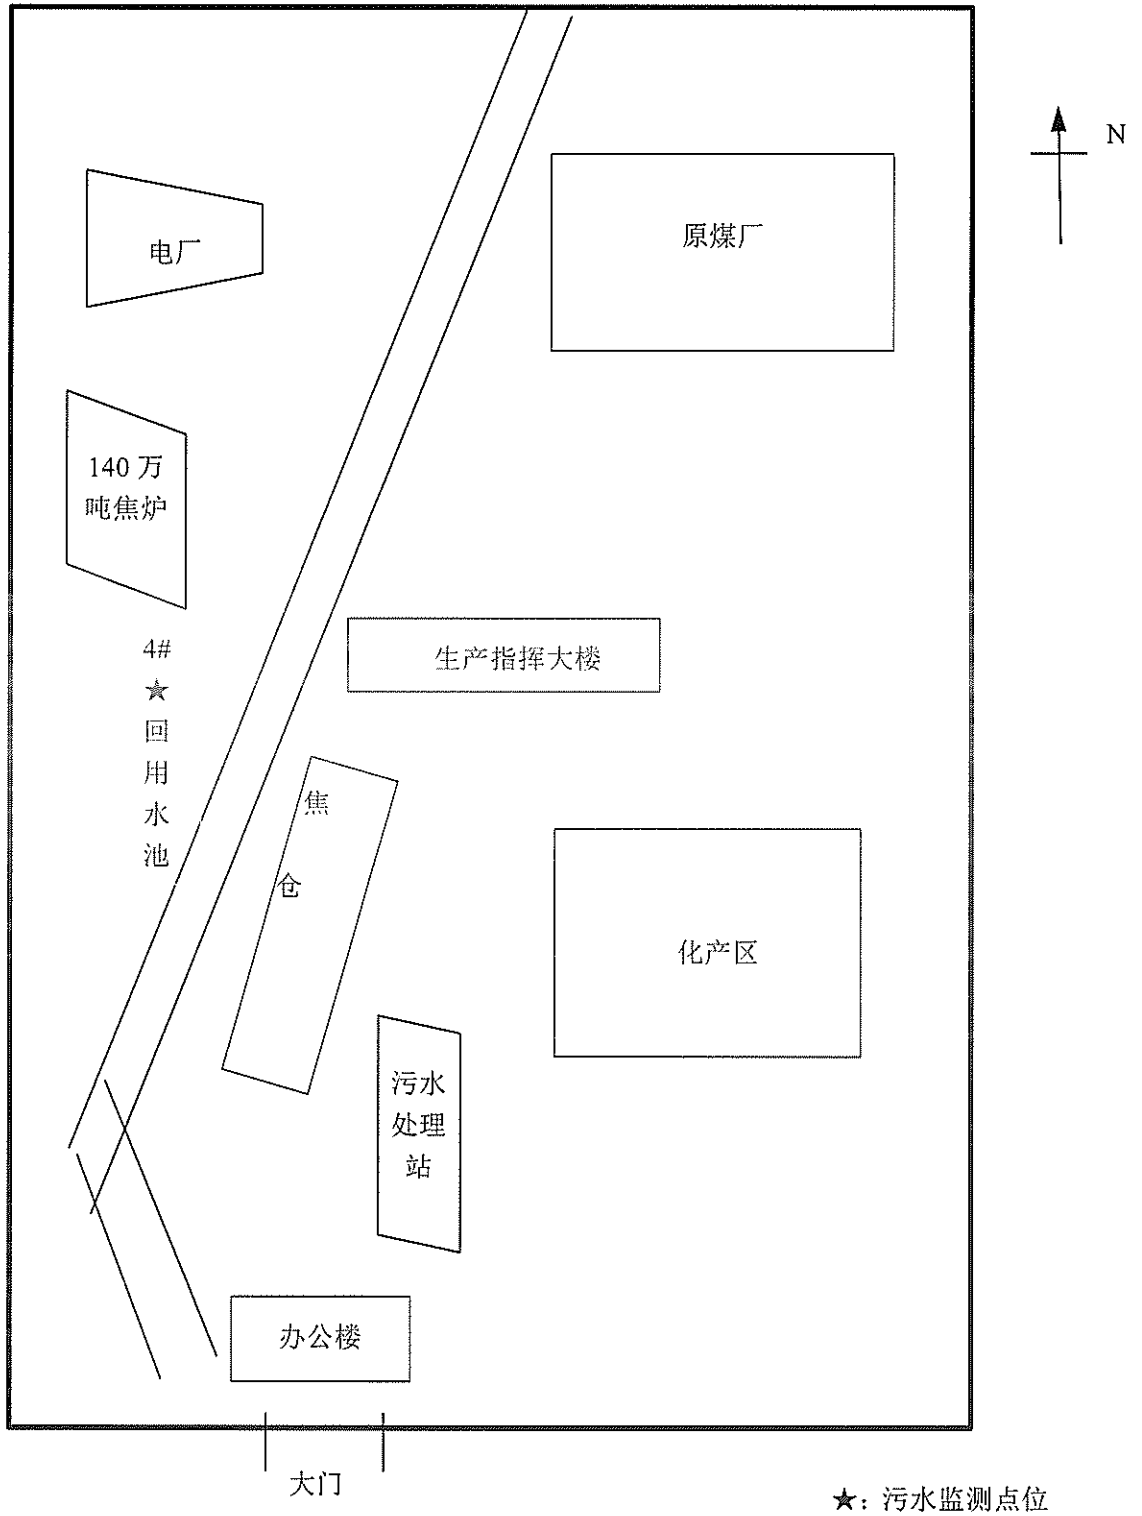 N
原煤厂
电厂
140 万
吨焦炉
4#
★
回
用
水
池
生产指挥大楼
焦
仓
化产区
污水
处理
站
办公楼
大门
★: 污水监测点位